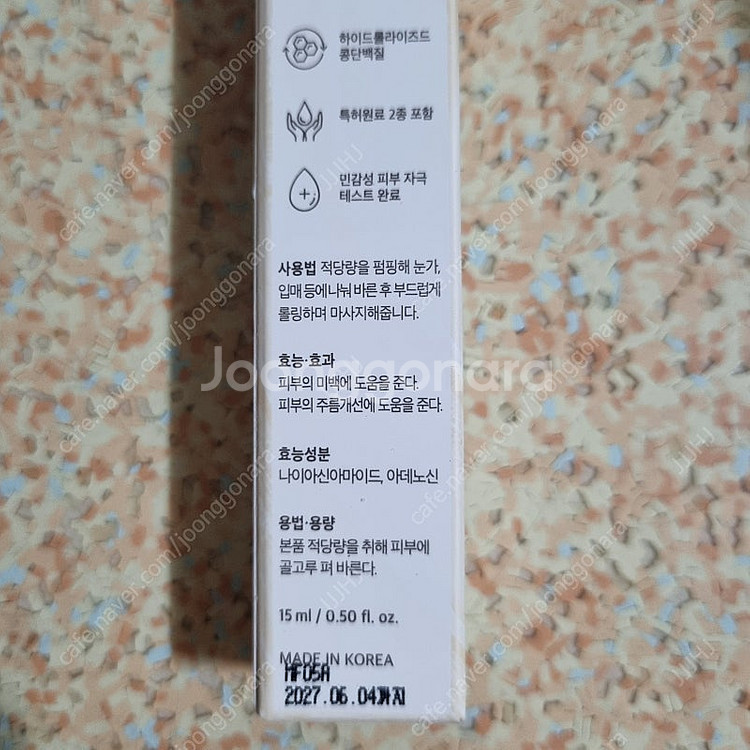 하이드롤라이즈드
콩단백질
특허원료 2종 포함
민감성 피부 자극
테스트 완료
사용법 적당량을 펌핑해 눈가,
입매 등에 나눠 바른 후 부드럽게
롤링하며 마사지해줍니다.
효능·효과
피부의 미백에 도움을 준다.
피부의 주름개선에 도움을 준다.
Joonggonara
효능성분
나이아신아마이드, 아데노신
용법·용량
본품 적당량을 취해 피부에
골고루 펴 바른다.
15 ml / 0.50 fl. oz.
MADE IN KOREA
MF05A
2027.06.04까지
cafe.naver.com/joonggonara
JJJHJ